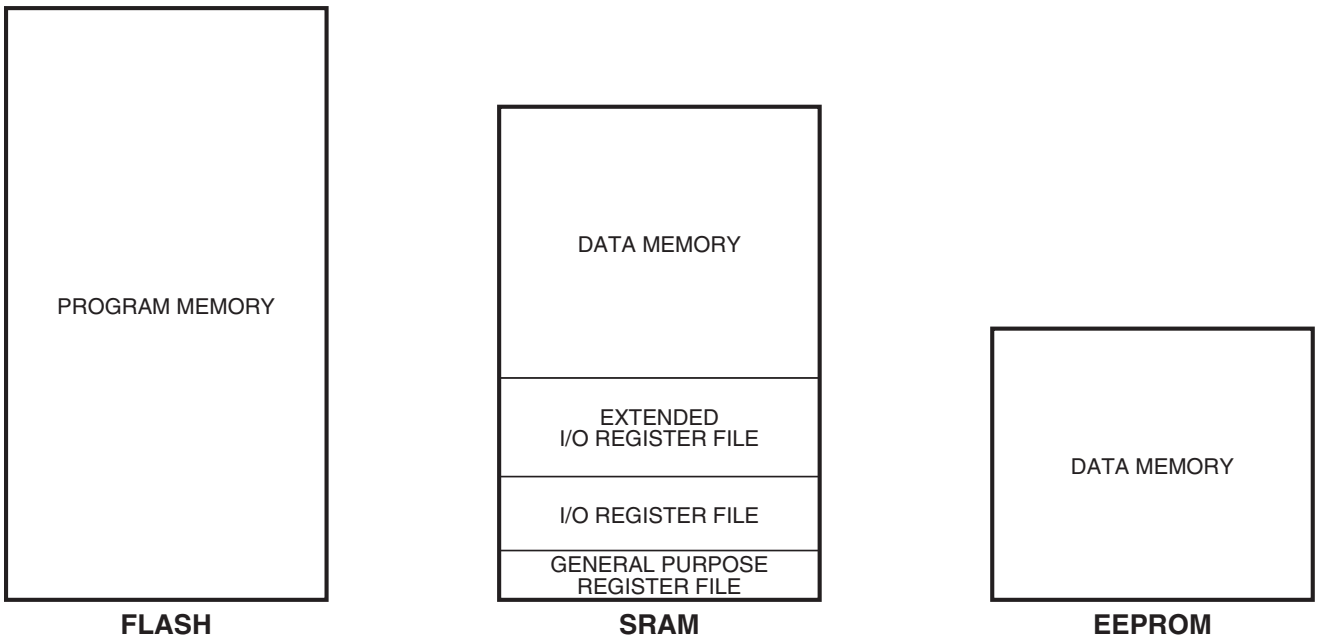 PROGRAM MEMORY
FLASH
DATA MEMORY
EXTENDED
I/O REGISTER FILE
I/O REGISTER FILE
GENERAL PURPOSE
REGISTER FILE
SRAM
DATA MEMORY
EEPROM